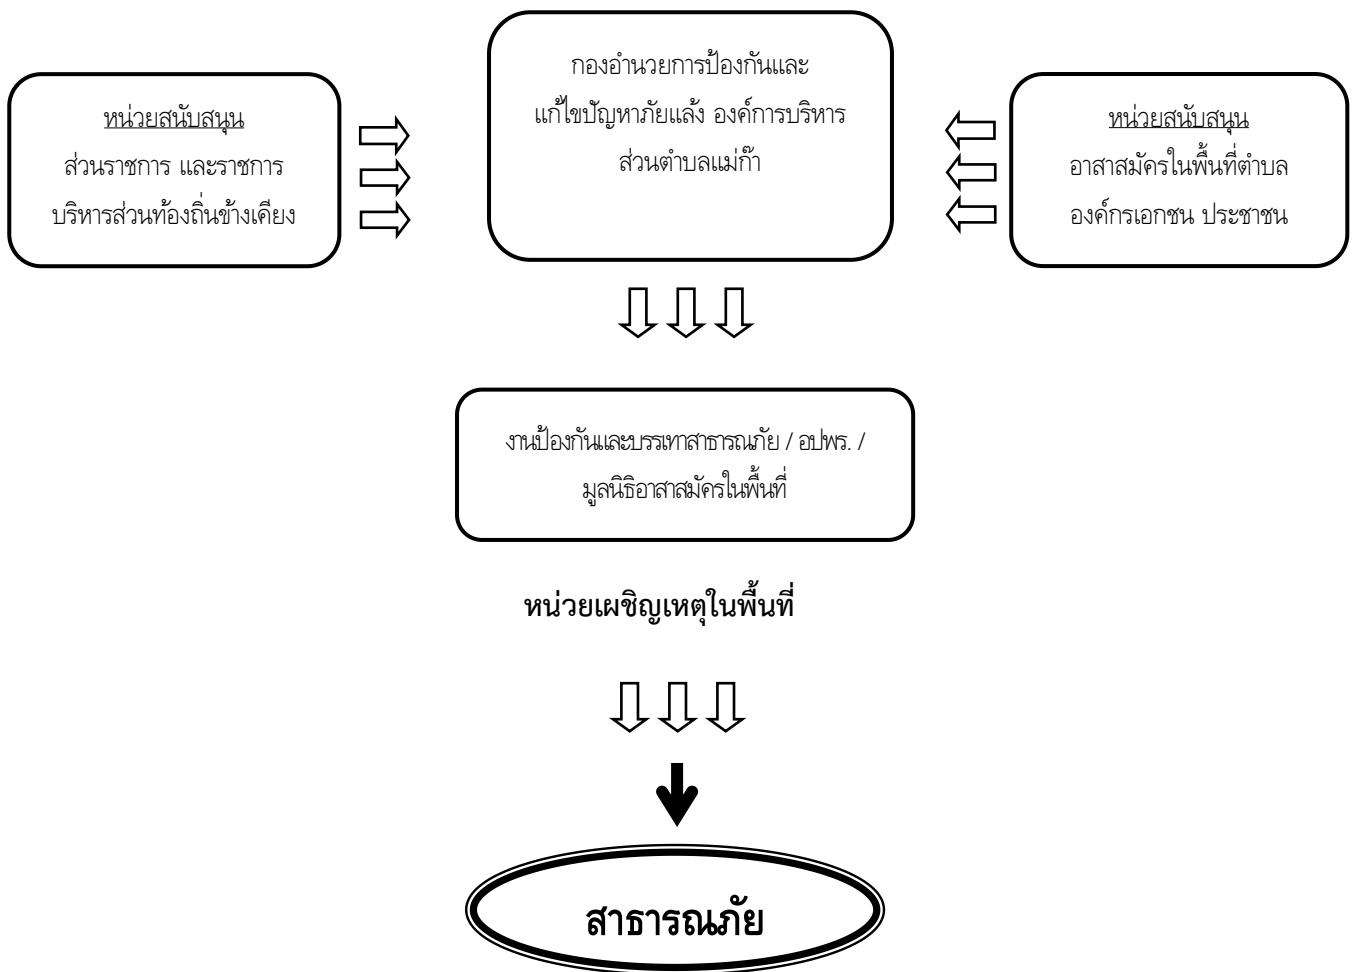 กองอำนวยการป้องกันและ
แก้ไขปัญหาภัยแล้ง องค์การบริหาร
ส่วนตำบลแม่ก๊า
หน่วยสนับสนุน
ส่วนราชการ และราชการ
บริหารส่วนท้องถิ่นข้างเคียง
หน่วยสนับสนุน
อาสาสมัครในพื้นที่ตำบล
องค์กรเอกชน ประชาชน
งานป้องกันและบรรเทาสาธารณภัย / อปพร. /
มูลนิธิอาสาสมัครในพื้นที่
หน่วยเผชิญเหตุในพื้นที่
สาธารณภัย